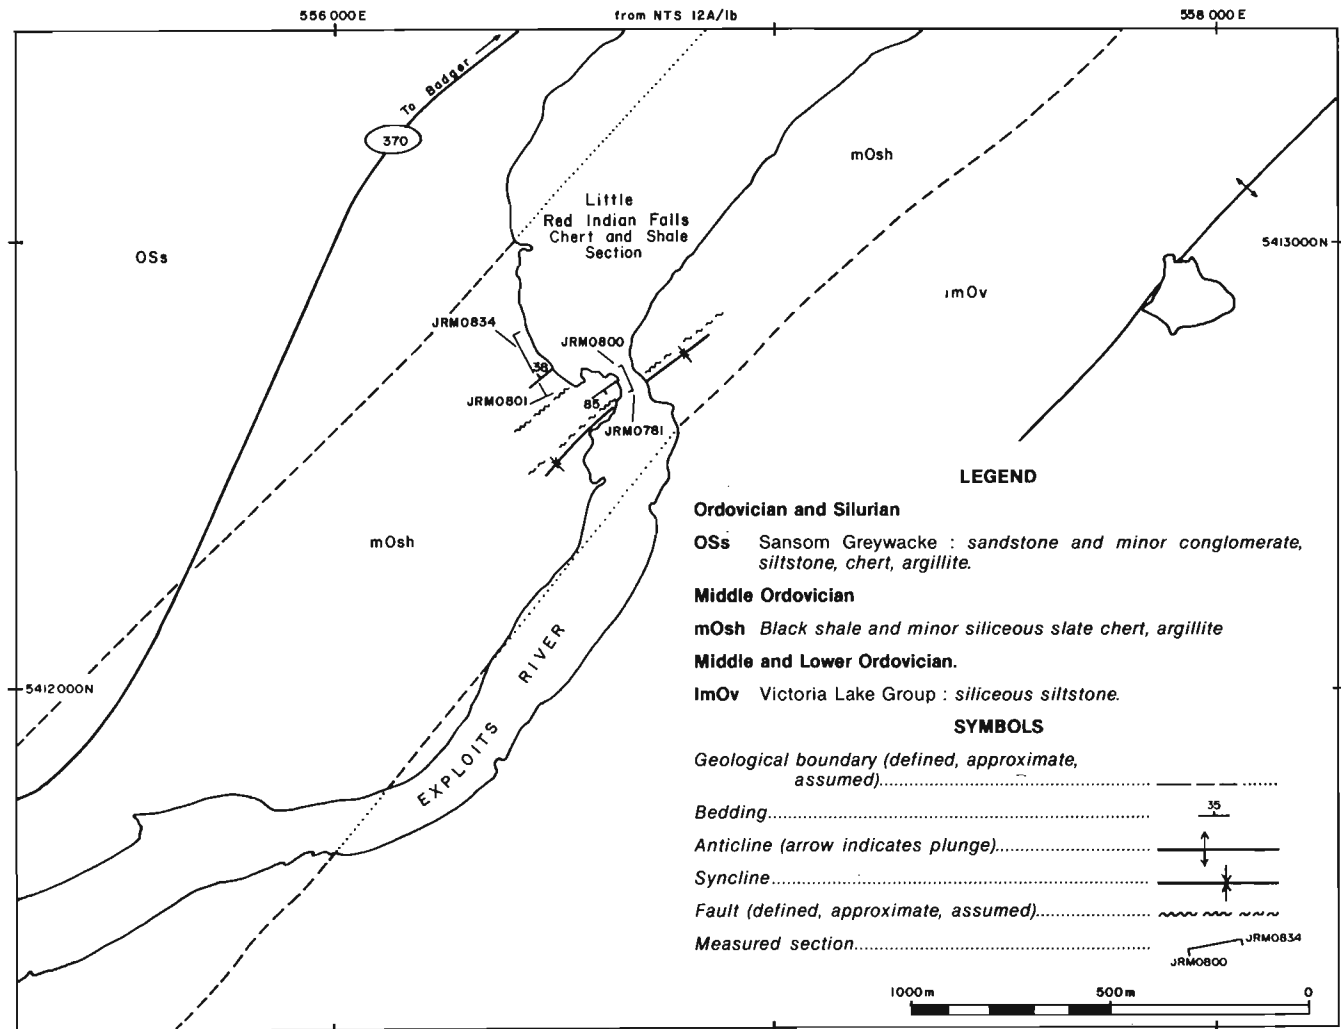 556 000 E
from NTS 12A/1b
558 000 E
To Badger
370
mOsh
Little
Red Indian Falls
Chert and Shale
Section
OSs
5413000N
lmOv
JRM0834
JRM0800
38
JRM0801
85
JRM0781
mOsh
EXPLOITS RIVER
5412000N
LEGEND
Ordovician and Silurian
OSs Sansom Greywacke : sandstone and minor conglomerate,
siltstone, chert, argillite.
Middle Ordovician
mOsh Black shale and minor siliceous slate chert, argillite
Middle and Lower Ordovician.
lmOv Victoria Lake Group : siliceous siltstone.
SYMBOLS
Geological boundary (defined, approximate,
assumed)
Bedding
35
Anticline (arrow indicates plunge)
Syncline
Fault (defined, approximate, assumed)
Measured section
JRM0834
JRM0800
1000m 500m 0